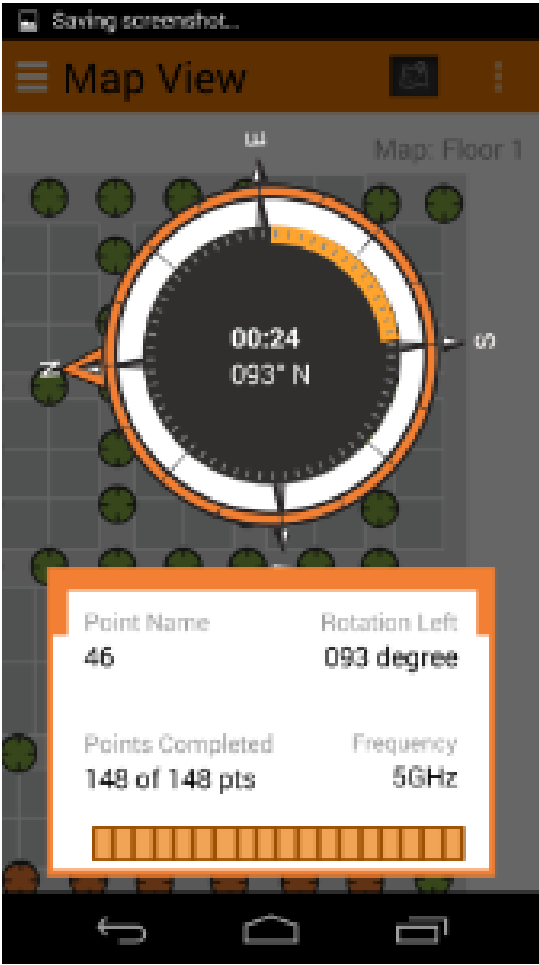 Saving screenshot...
Map View
Map: Floor 1
E
S
N
00:24
093° N
Point Name
Rotation Left
46
093 degree
Points Completed
Frequency
148 of 148 pts
5GHz